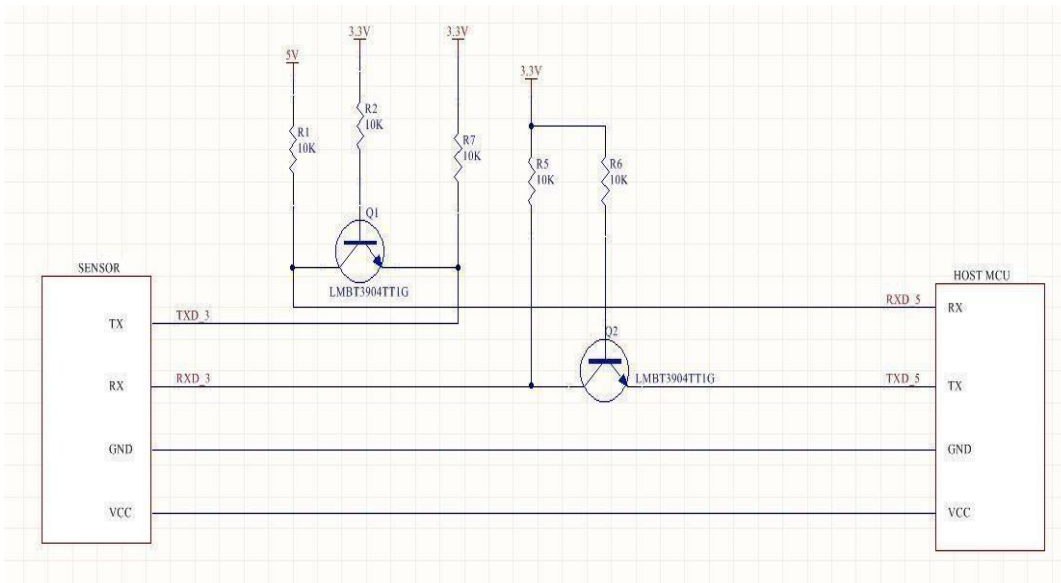 3.3V
3.3V
5V
3.3V
R2
10K
R1
10K
R7
10K
R5
10K
R6
10K
Q1
SENSOR
HOST MCU
LMBT3904TT1G
RXD_5
RX
TX
TXD_3
Q2
RX
RXD_3
LMBT3904TT1G
TXD_5
TX
GND
GND
VCC
VCC